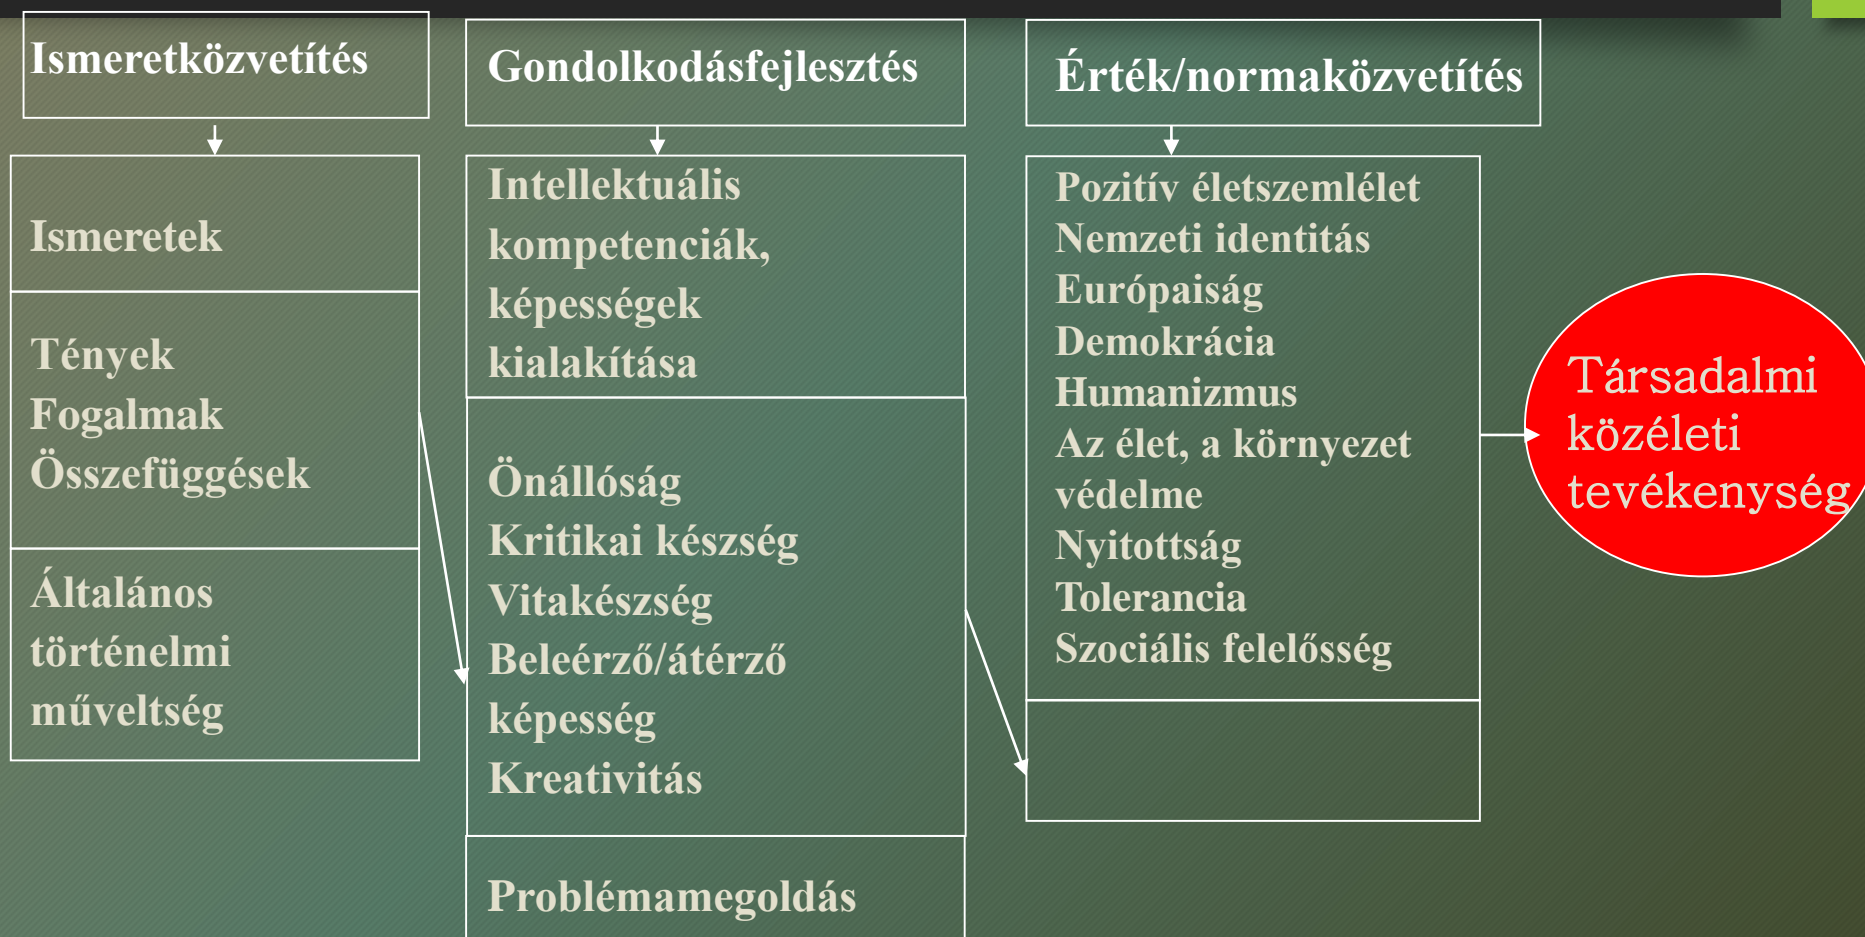 Ismeretközvetítés
Ismeretek
Tények
Fogalmak
Összefüggések
Általános
történelmi
műveltség
Gondolkodásfejlesztés
Intellektuális
kompetenciák,
képességek
kialakítása
Önállóság
Kritikai készség
Vitakészség
Beleérző/átérző
képesség
Kreativitás
Problémamegoldás
Érték/normaközvetítés
Pozitív életszemlélet
Nemzeti identitás
Európaiság
Demokrácia
Humanizmus
Az élet, a környezet
védelme
Nyitottság
Tolerancia
Szociális felelősség
Társadalmi
közéleti
tevékenység